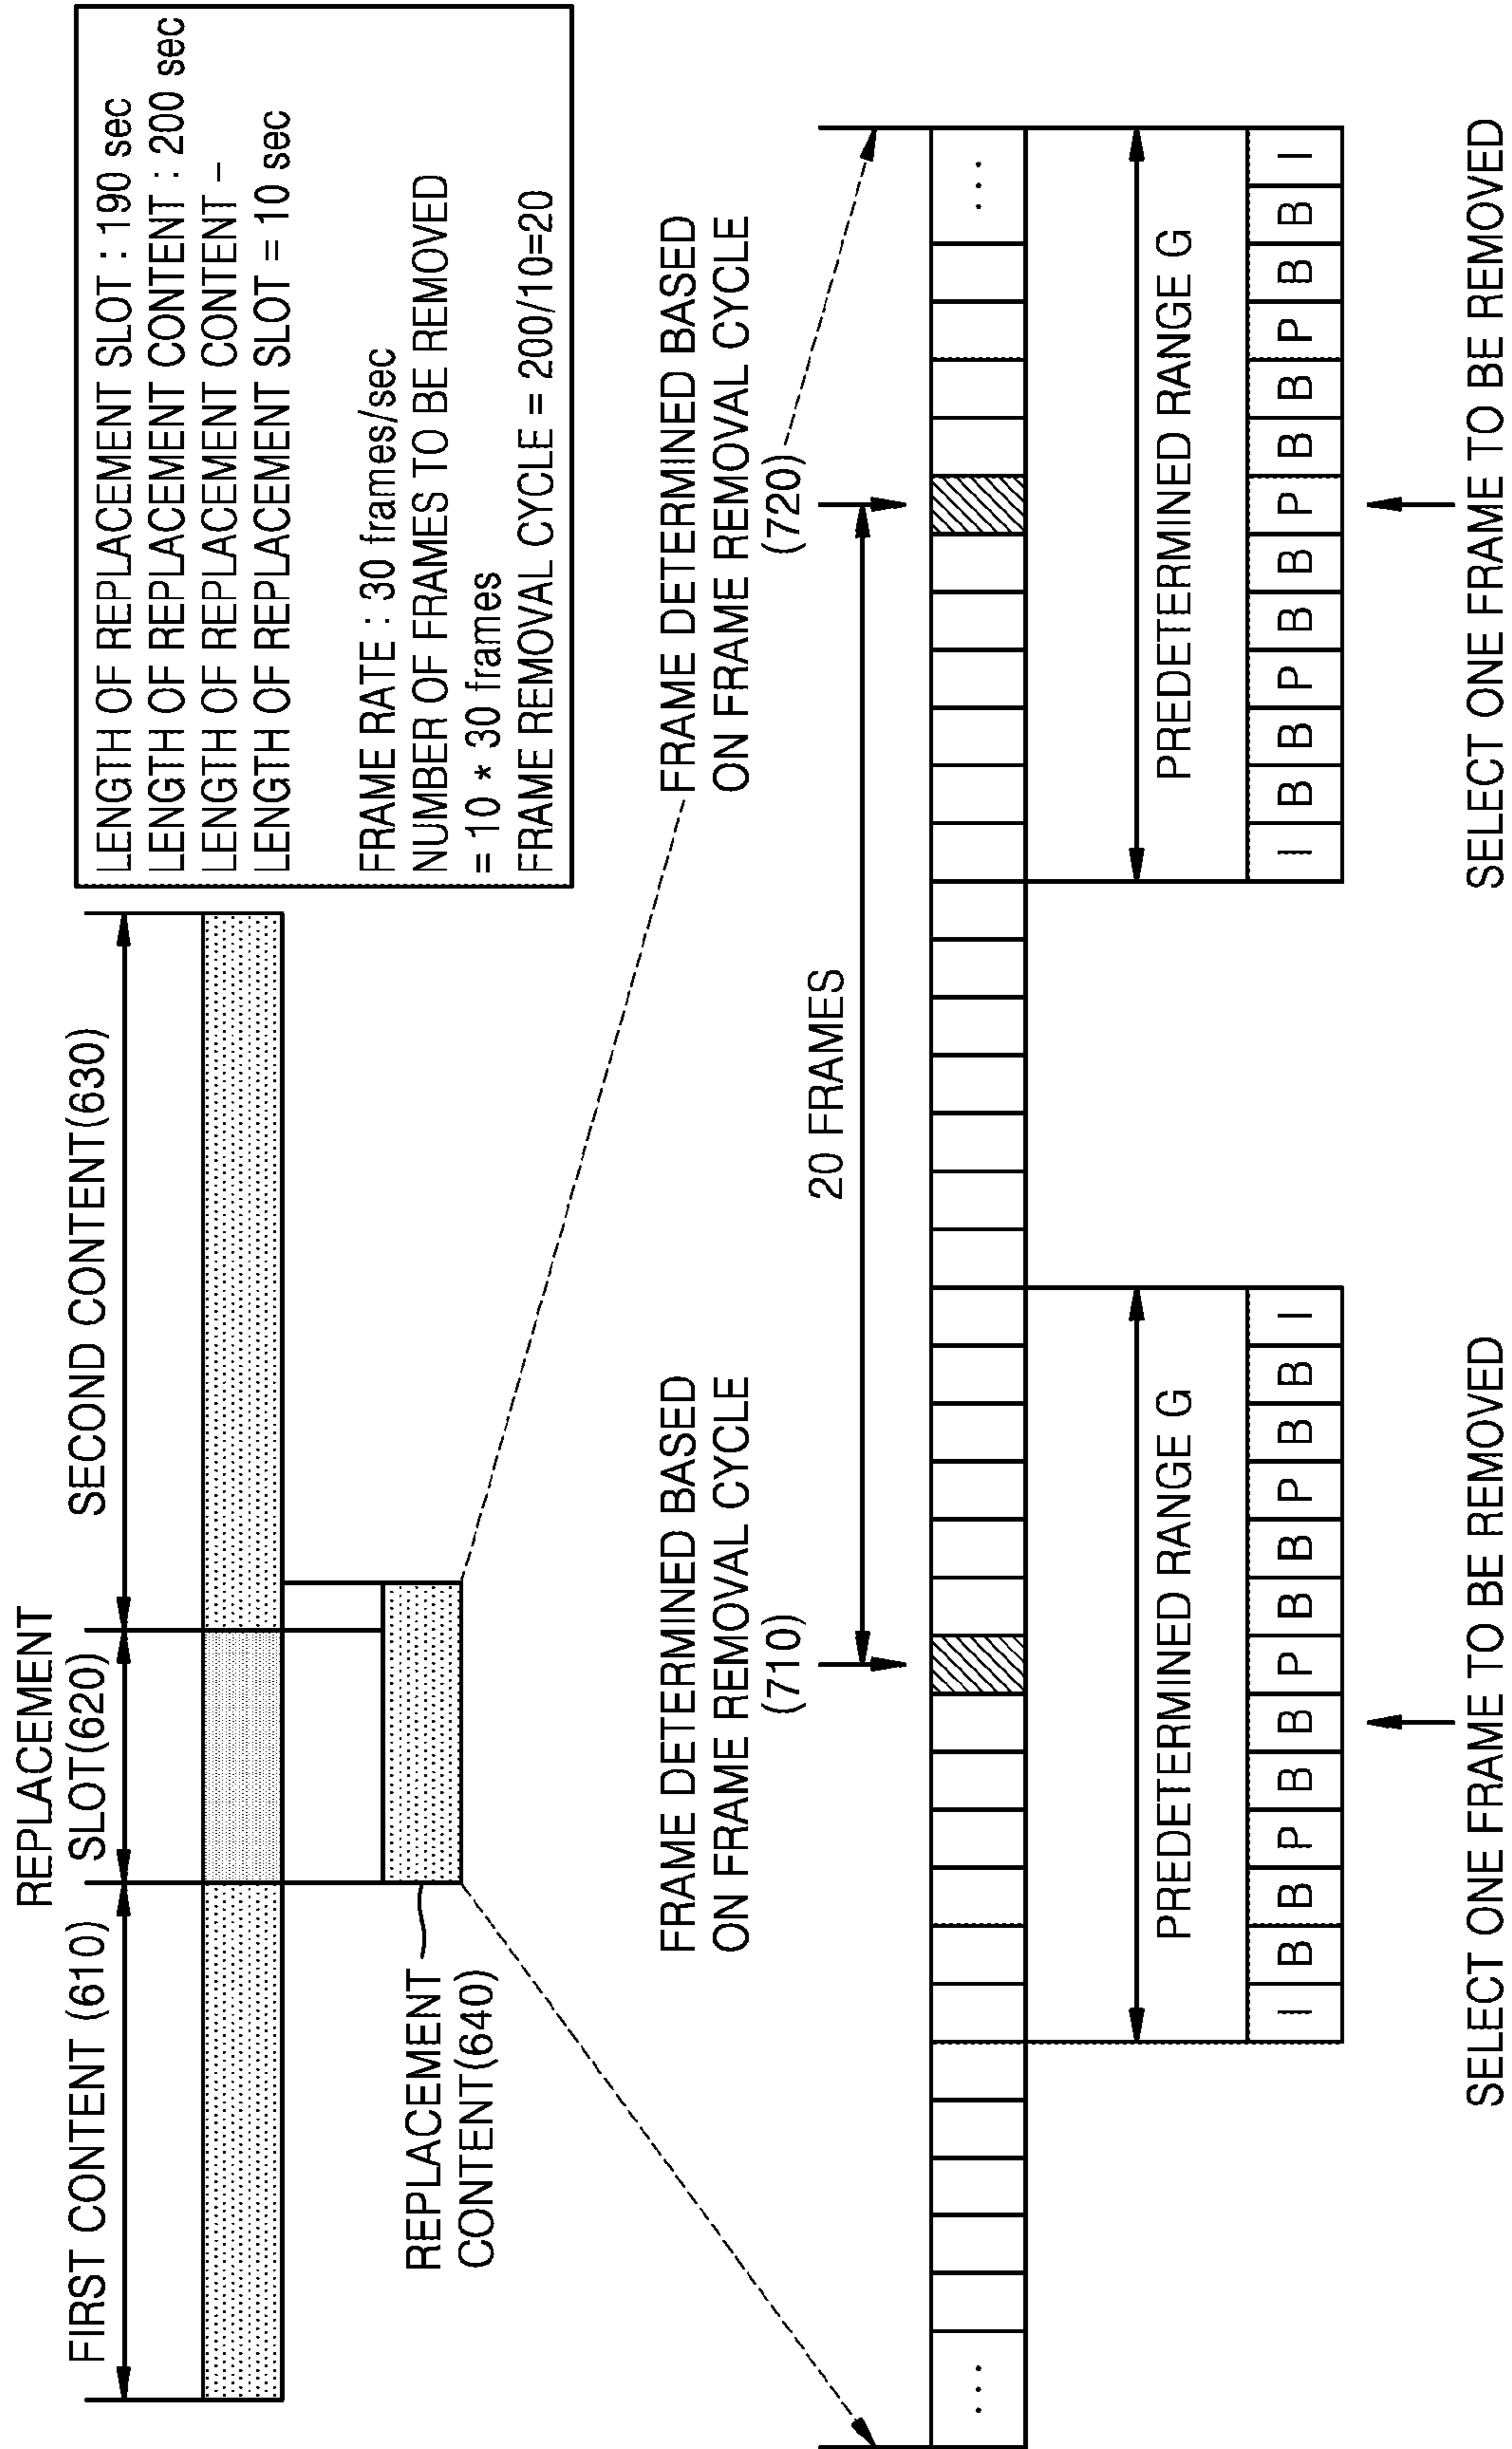 REPLACEMENT
FIRST CONTENT (610)
SLOT(620)
SECOND CONTENT(630)
REPLACEMENT
CONTENT(640)
LENGTH OF REPLACEMENT SLOT : 190 sec
LENGTH OF REPLACEMENT CONTENT : 200 sec
LENGTH OF REPLACEMENT CONTENT –
LENGTH OF REPLACEMENT SLOT = 10 sec
FRAME RATE : 30 frames/sec
NUMBER OF FRAMES TO BE REMOVED
= 10 * 30 frames
FRAME REMOVAL CYCLE = 200/10=20
FRAME DETERMINED BASED
ON FRAME REMOVAL CYCLE
(710)
FRAME DETERMINED BASED
ON FRAME REMOVAL CYCLE
(720)
20 FRAMES
...
...
PREDETERMINED RANGE G
PREDETERMINED RANGE G
I B B P B B P B B P B B I
I B B P B B P B B P B B I
SELECT ONE FRAME TO BE REMOVED
SELECT ONE FRAME TO BE REMOVED